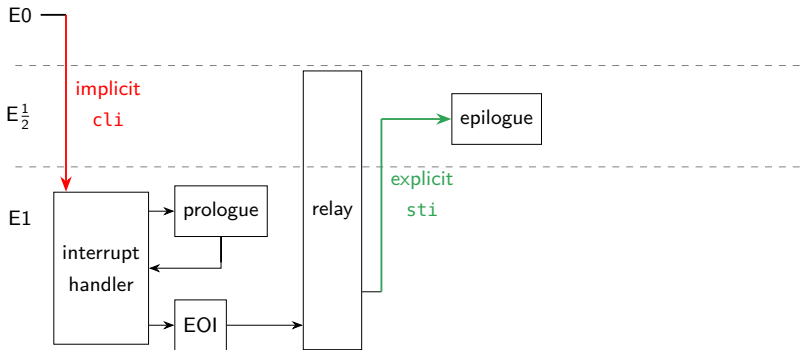 E0
implicit
cli
E½
epilogue
explicit
sti
E1
prologue
relay
interrupt
handler
EOI